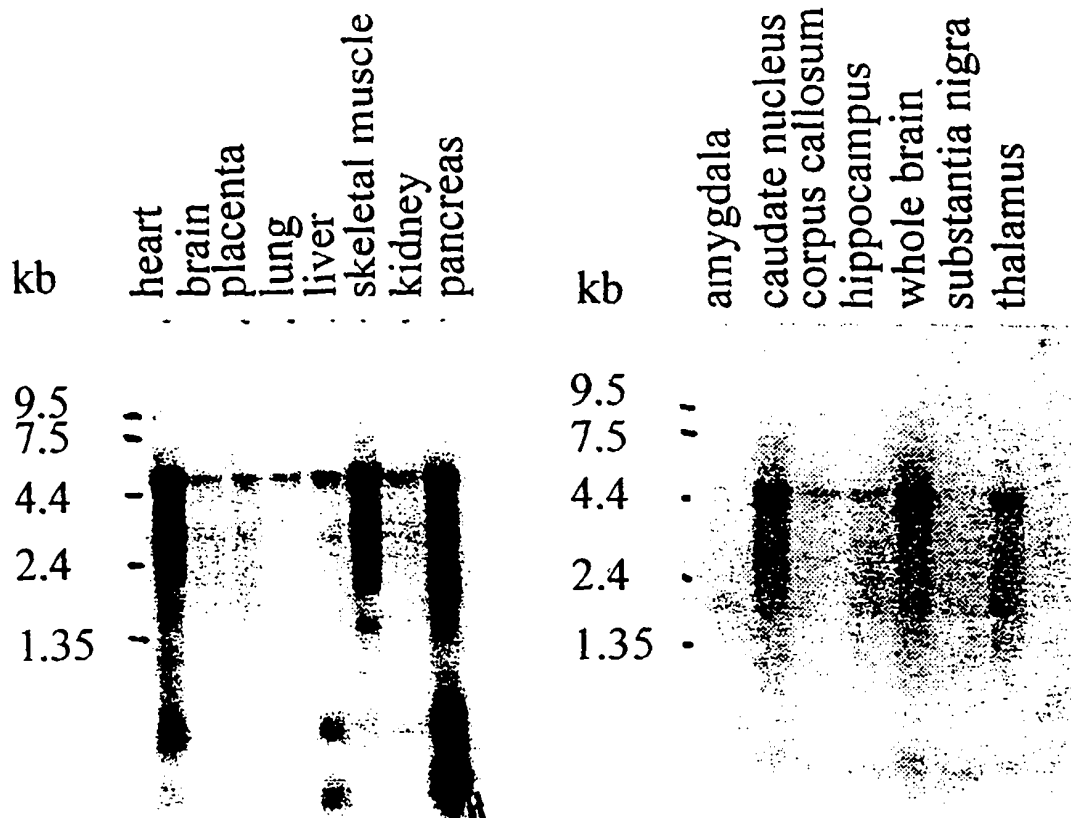 kb
heart
brain
placenta
lung
liver
skeletal muscle
kidney
pancreas
9.5
7.5
4.4
2.4
1.35
kb
amygdala
caudate nucleus
corpus callosum
hippocampus
whole brain
substantia nigra
thalamus
9.5
7.5
4.4
2.4
1.35